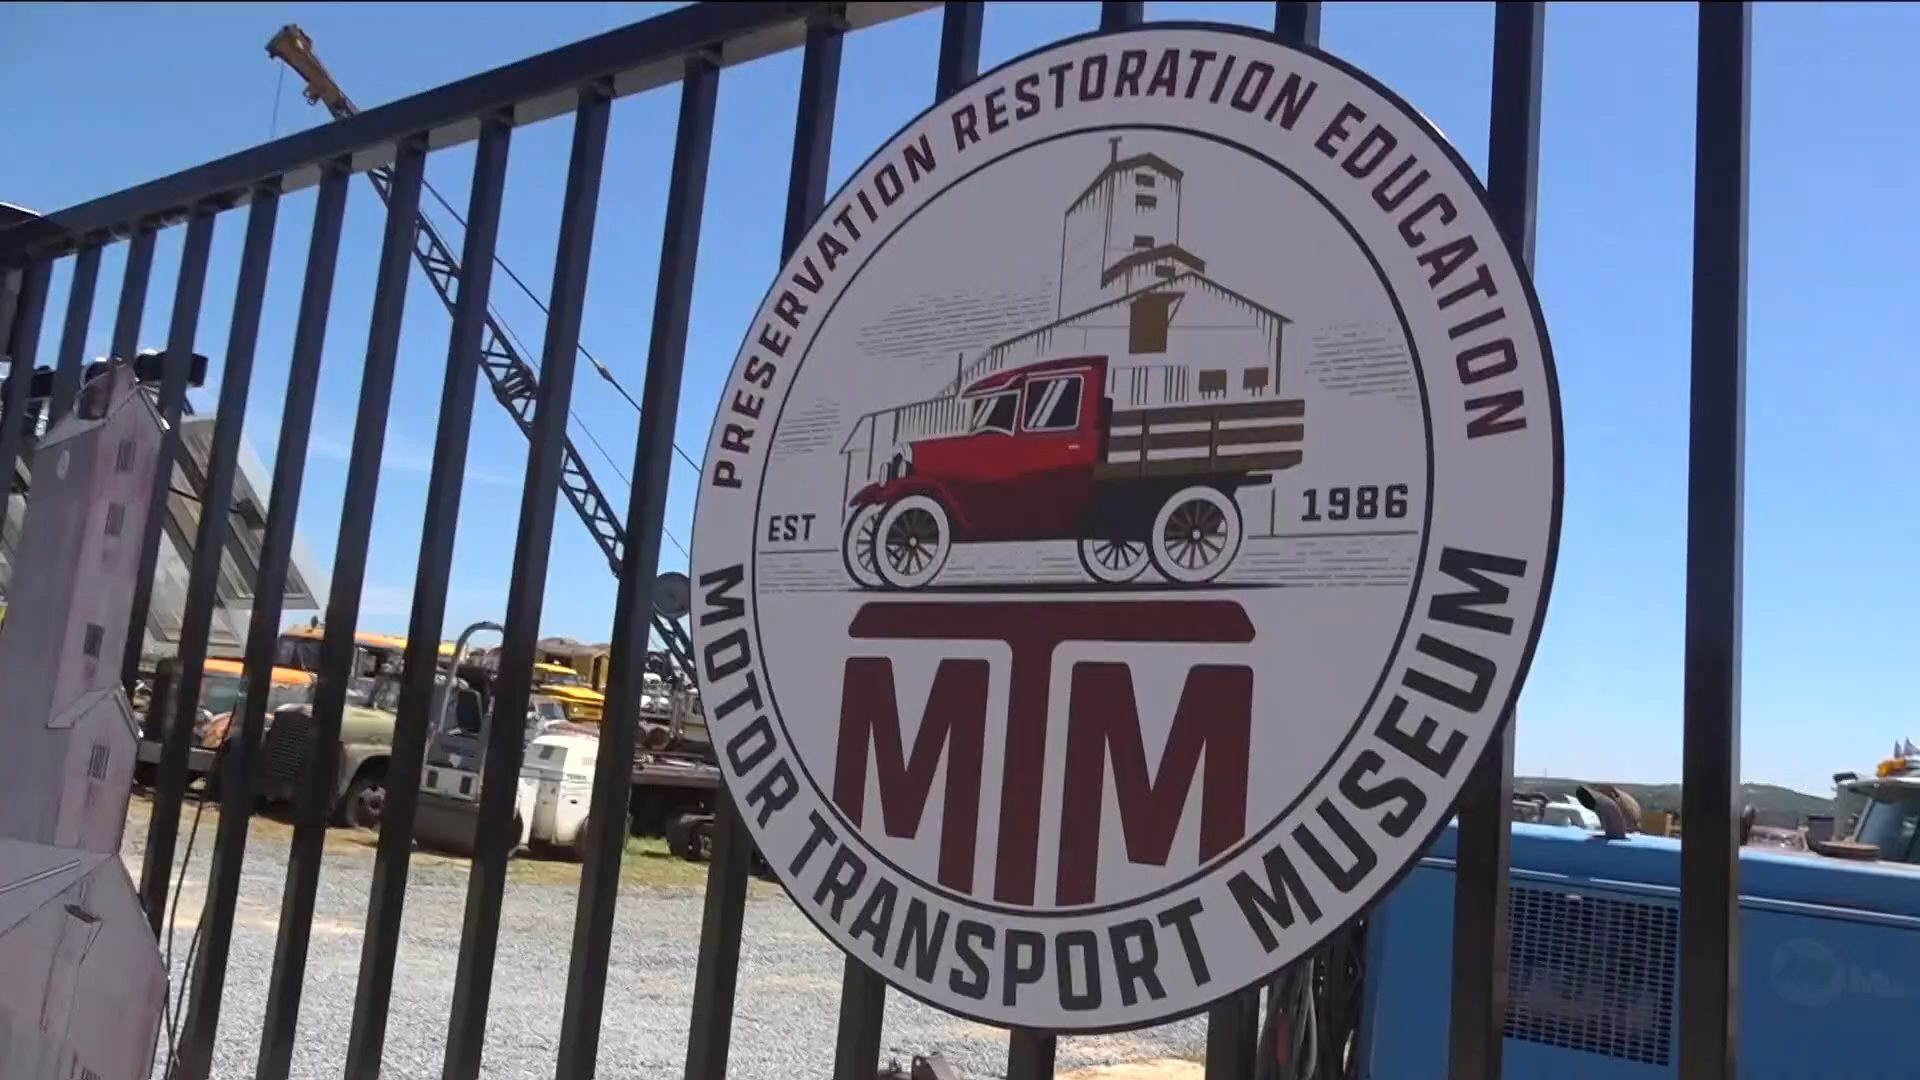 PRESERVATION RESTORATION EDUCATION
EST 1986
MTM
MOTOR TRANSPORT MUSEUM